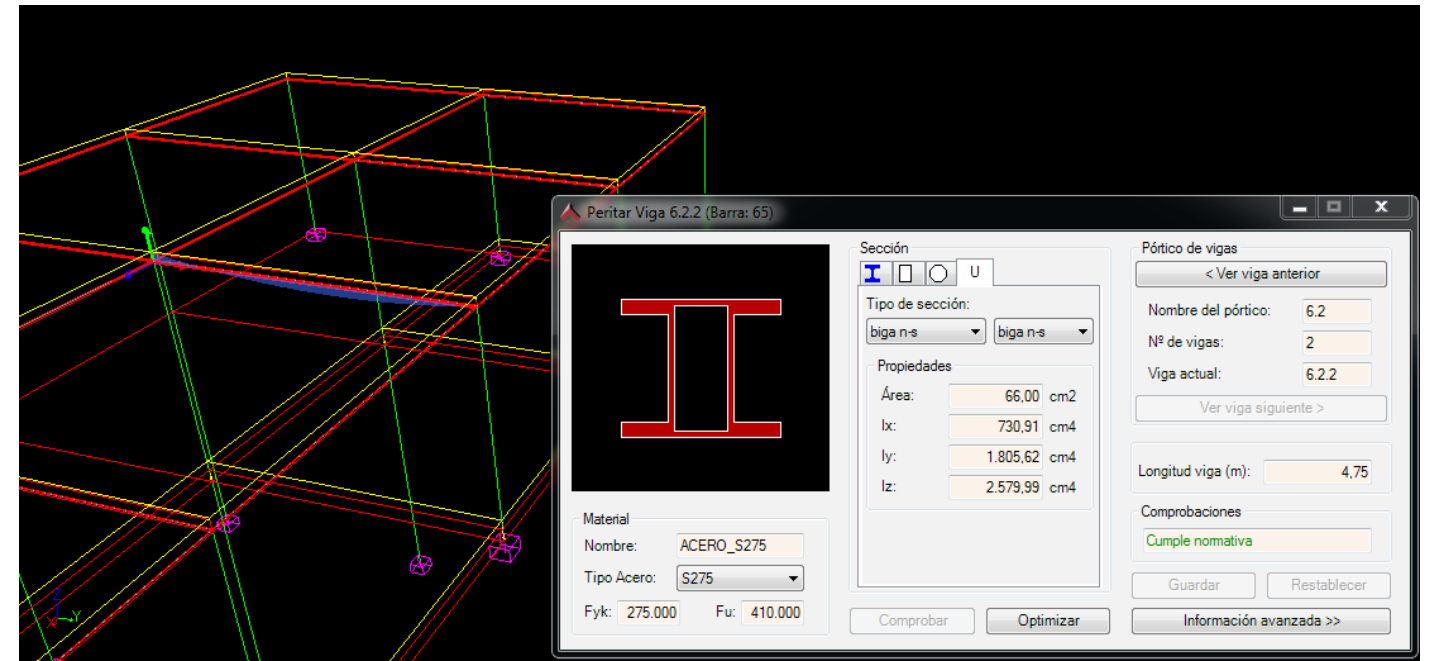 Peritar Viga 6.2.2 (Barra: 65)
Sección
U
Tipo de sección:
biga n-s biga n-s
Propiedades
Área: 66,00 cm2
Ix: 730,91 cm4
Iy: 1.805,62 cm4
Iz: 2.579,99 cm4
Material
Nombre: ACERO_S275
Tipo Acero: S275
Fyk: 275.000 Fu: 410.000
Comprobar Optimizar
Pórtico de vigas
< Ver viga anterior
Nombre del pórtico: 6.2
Nº de vigas: 2
Viga actual: 6.2.2
Ver viga siguiente >
Longitud viga (m): 4,75
Comprobaciones
Cumple normativa
Guardar Restablecer
Información avanzada >>
Z
X Y